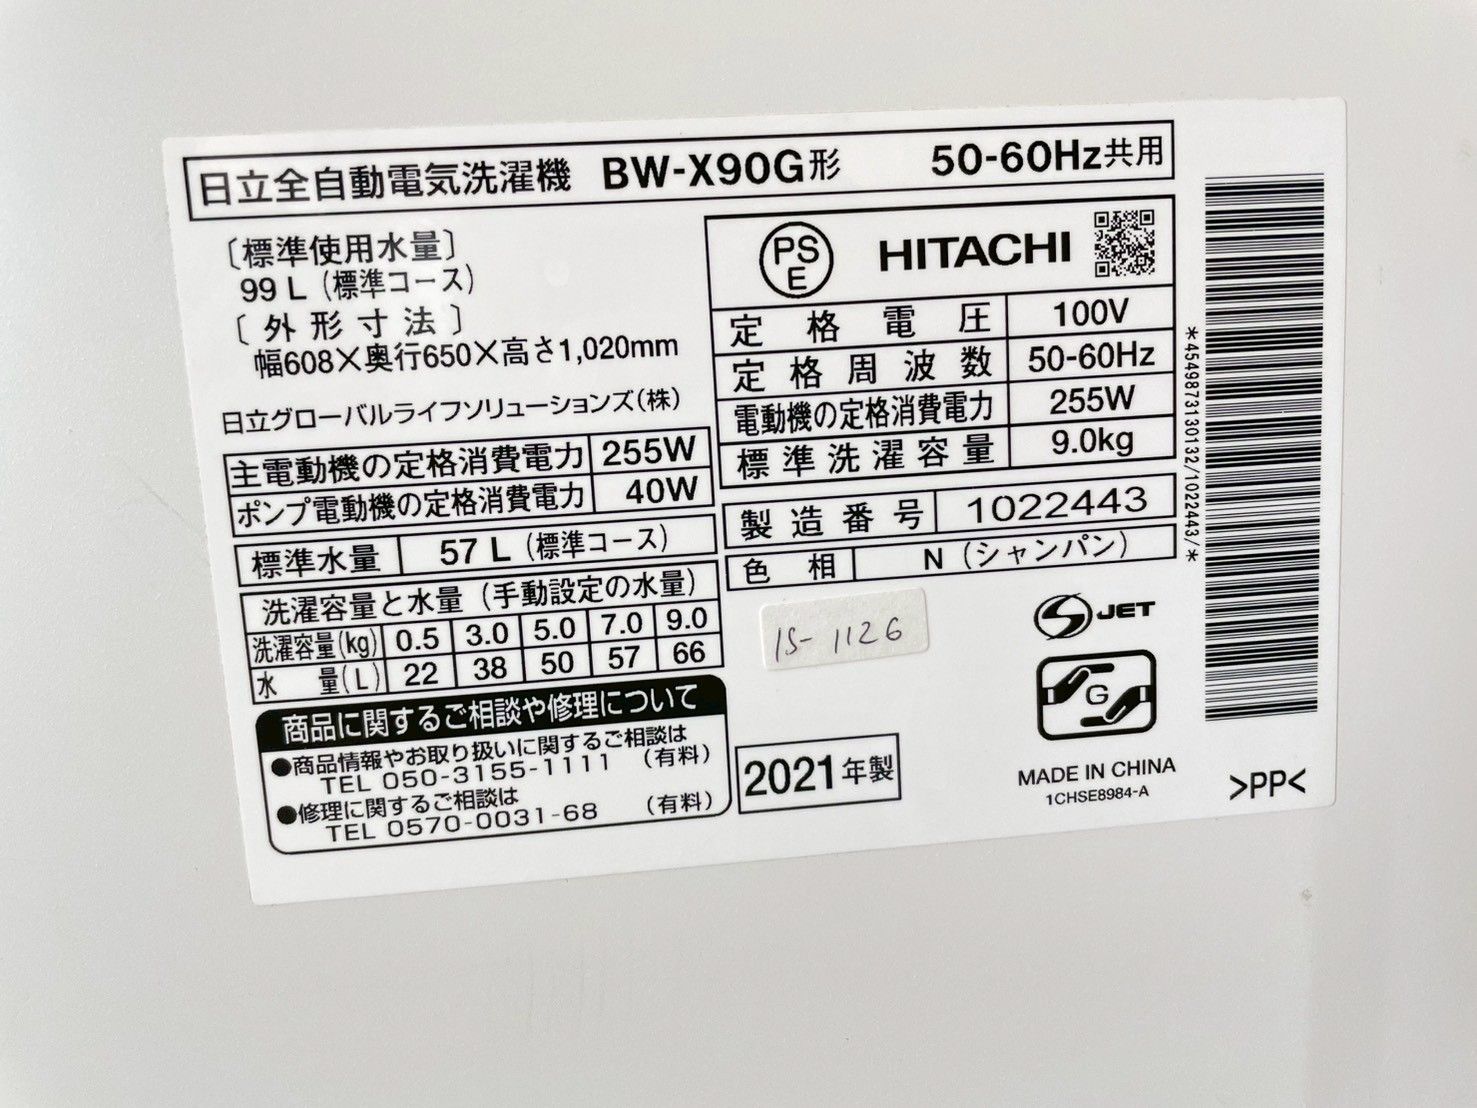 日立全自動電気洗濯機 BW-X90G形 50-60Hz共用
〔標準使用水量〕
99 L (標準コース)
〔外形寸法〕
幅608×奥行650×高さ1,020mm
日立グローバルライフソリューションズ(株)
主電動機の定格消費電力 255W
ポンプ電動機の定格消費電力 40W
標準水量 57 L (標準コース)
洗濯容量と水量 (手動設定の水量)
洗濯容量(kg) 0.5 3.0 5.0 7.0 9.0
水量(L) 22 38 50 57 66
商品に関するご相談や修理について
●商品情報やお取り扱いに関するご相談は
TEL 050-3155-1111 (有料)
●修理に関するご相談は
TEL 0570-0031-68 (有料)
PS E HITACHI
定格電圧 100V
定格周波数 50-60Hz
電動機の定格消費電力 255W
標準洗濯容量 9.0kg
製造番号 1022443
色相 N (シャンパン)
IS-1126
S JET
G
2021年製
MADE IN CHINA
1CHSE8984-A
>PP<
*4549873130132/1022443/*